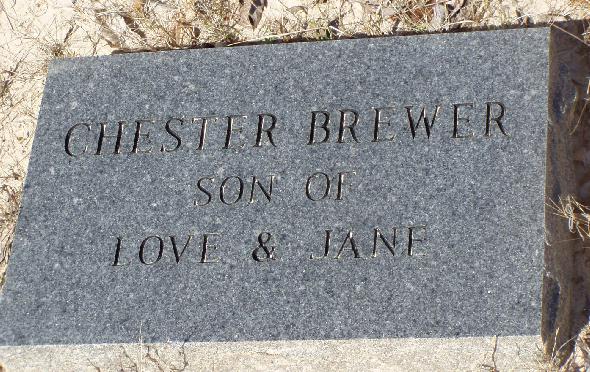 CHESTER BREWER
SON OF
LOVE & JANE